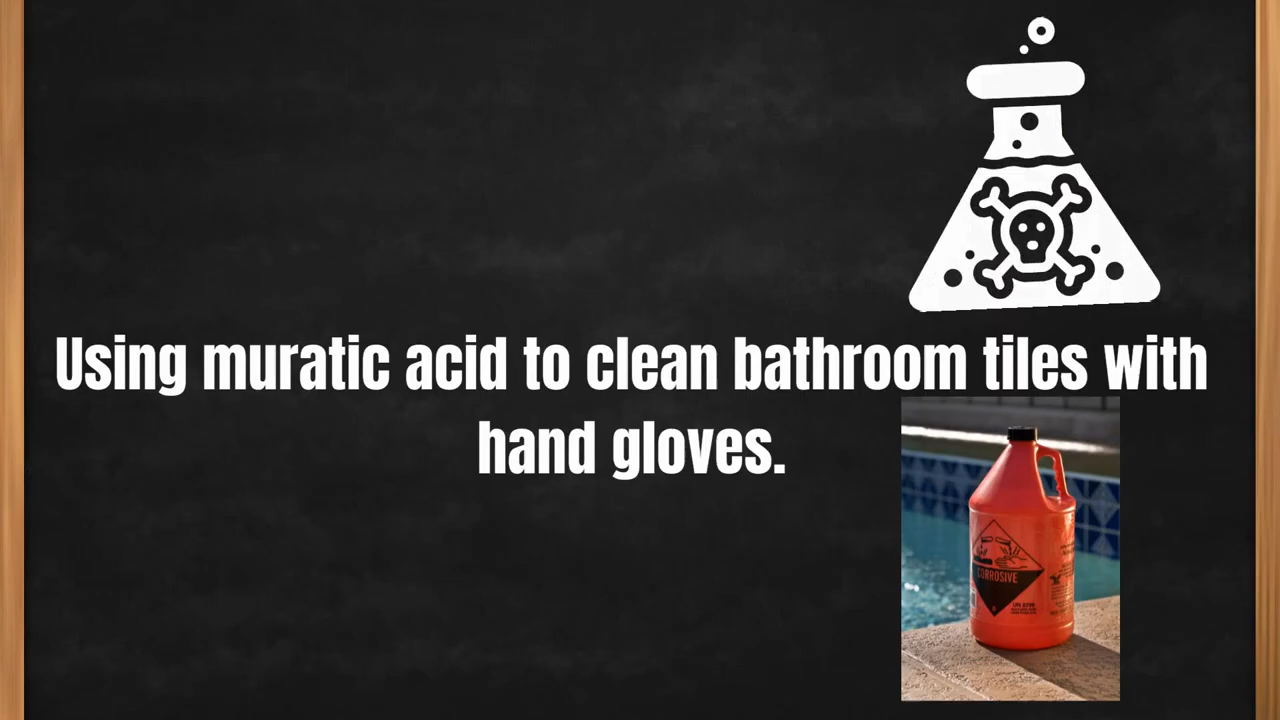 Using muratic acid to clean bathroom tiles with
hand gloves.
CORROSIVE